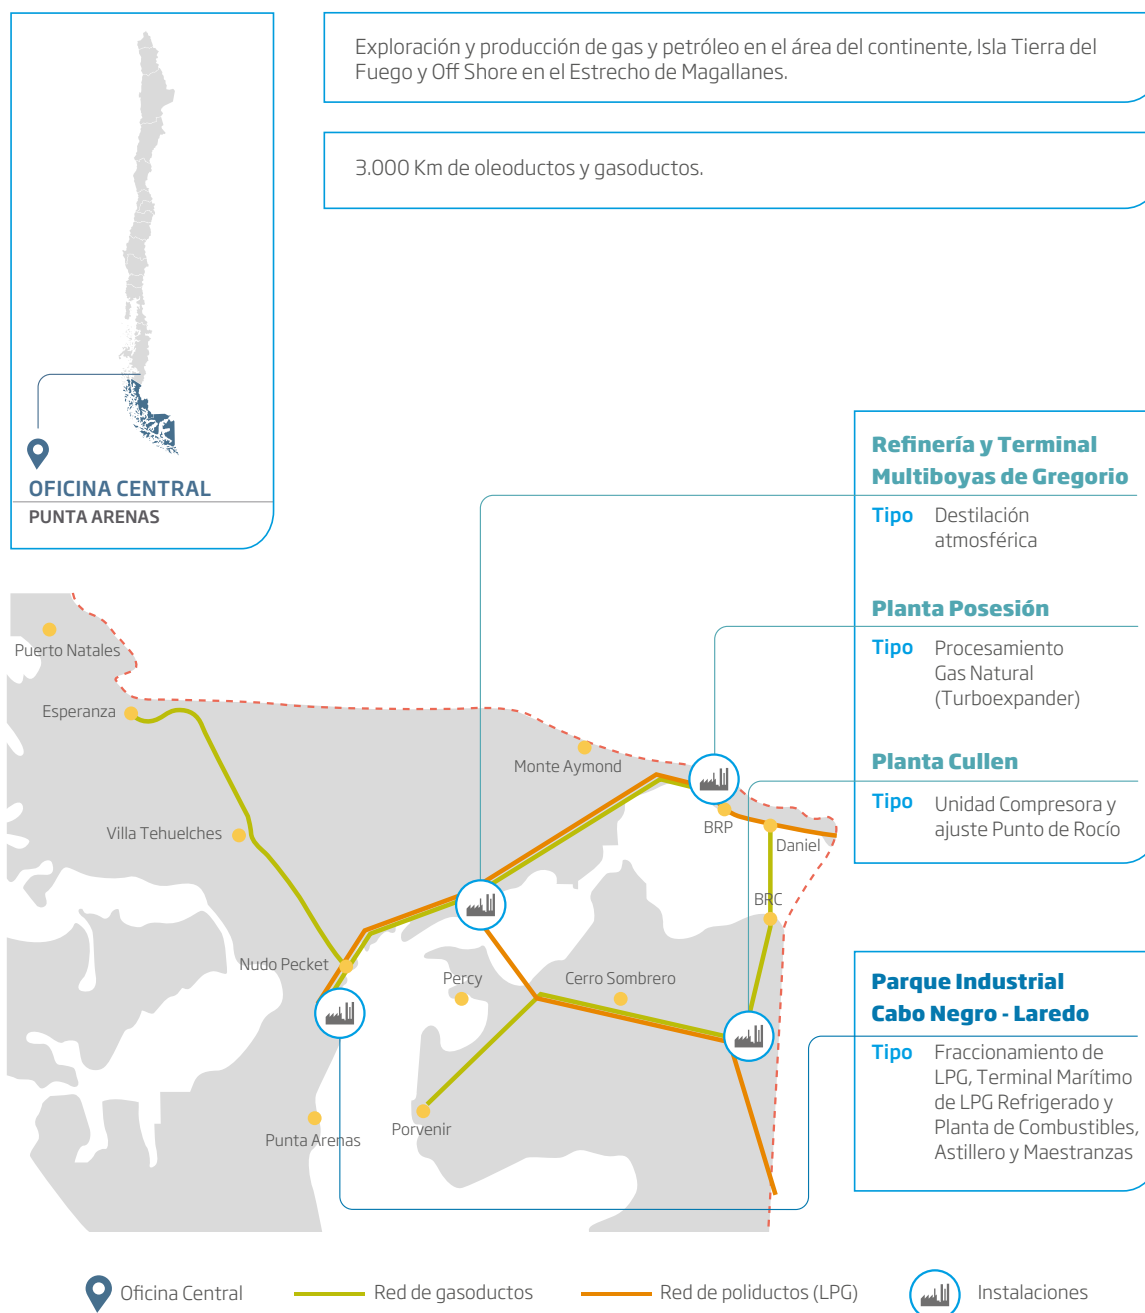 Exploración y producción de gas y petróleo en el área del continente, Isla Tierra del
Fuego y Off Shore en el Estrecho de Magallanes.
3.000 Km de oleoductos y gasoductos.
OFICINA CENTRAL
PUNTA ARENAS
Refinería y Terminal
Multiboyas de Gregorio
Tipo Destilación
atmosférica
Planta Posesión
Tipo Procesamiento
Gas Natural
(Turboexpander)
Planta Cullen
Tipo Unidad Compresora y
ajuste Punto de Rocío
Parque Industrial
Cabo Negro - Laredo
Tipo Fraccionamiento de
LPG, Terminal Marítimo
de LPG Refrigerado y
Planta de Combustibles,
Astillero y Maestranzas
Puerto Natales
Esperanza
Monte Aymond
Villa Tehuelches
BRP
Daniel
BRC
Nudo Pecket
Percy
Cerro Sombrero
Punta Arenas
Porvenir
Oficina Central
Red de gasoductos
Red de poliductos (LPG)
Instalaciones